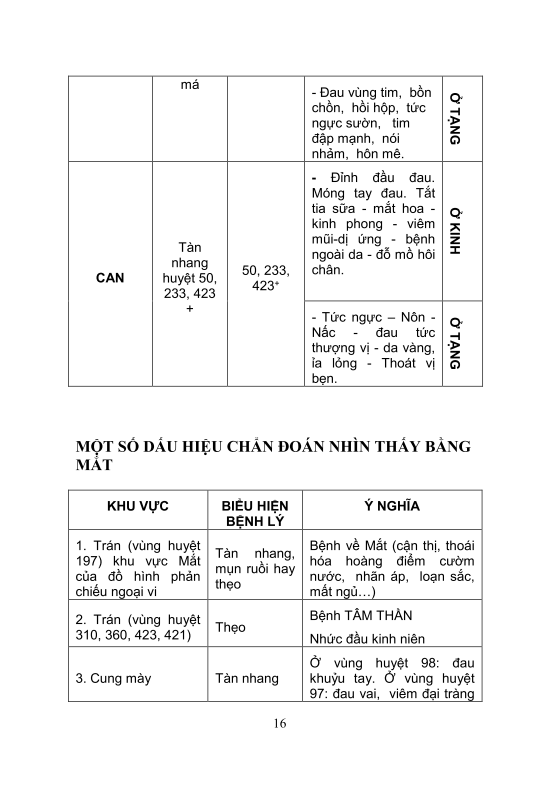 má
- Đau vùng tim, bồn
chồn, hồi hộp, tức
ngực sườn, tim
đập mạnh, nói
nhảm, hôn mê.
Ở TẠNG
CAN
Tàn
nhang
huyệt 50,
233, 423
+
50, 233,
423+
- Đỉnh đầu đau.
Móng tay đau. Tắt
tia sữa - mắt hoa -
kinh phong - viêm
mũi-dị ứng - bệnh
ngoài da - đỗ mồ hôi
chân.
Ở KINH
- Tức ngực – Nôn -
Nấc - đau tức
thượng vị - da vàng,
ỉa lỏng - Thoát vị
bẹn.
Ở TẠNG
MỘT SỐ DẤU HIỆU CHẨN ĐOÁN NHÌN THẤY BẰNG
MẮT
KHU VỰC
BIỂU HIỆN
BỆNH LÝ
Ý NGHĨA
1. Trán (vùng huyệt
197) khu vực Mắt
của đồ hình phản
chiếu ngoại vi
Tàn nhang,
mụn ruồi hay
thẹo
Bệnh về Mắt (cận thị, thoái
hóa hoàng điểm cườm
nước, nhãn áp, loạn sắc,
mất ngủ…)
2. Trán (vùng huyệt
310, 360, 423, 421)
Thẹo
Bệnh TÂM THẦN
Nhức đầu kinh niên
3. Cung mày
Tàn nhang
Ở vùng huyệt 98: đau
khuỷu tay. Ở vùng huyệt
97: đau vai, viêm đại tràng
16